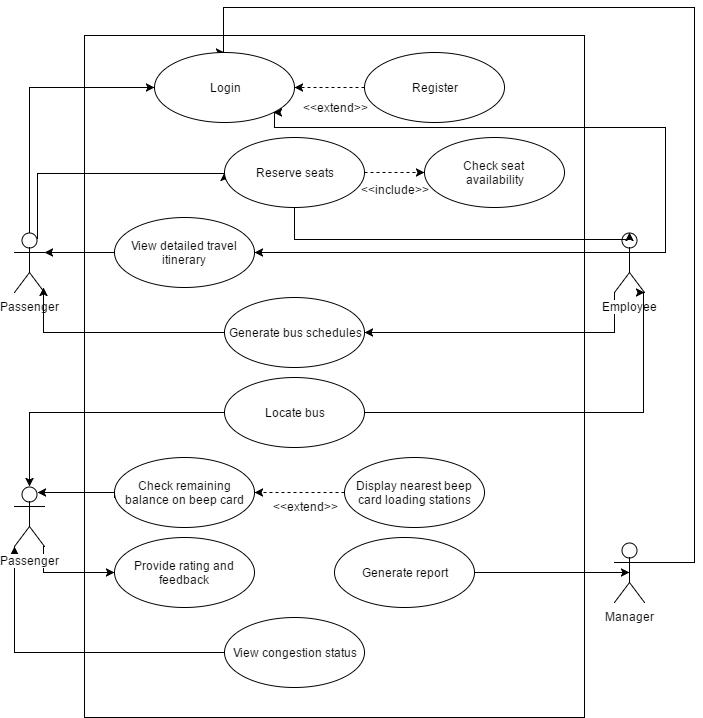 Login
Register
<<extend>>
Reserve seats
Check seat
availability
<<include>>
View detailed travel
itinerary
Passenger
Employee
Generate bus schedules
Locate bus
Check remaining
balance on beep card
Display nearest beep
card loading stations
<<extend>>
Passenger
Provide rating and
feedback
Generate report
Manager
View congestion status